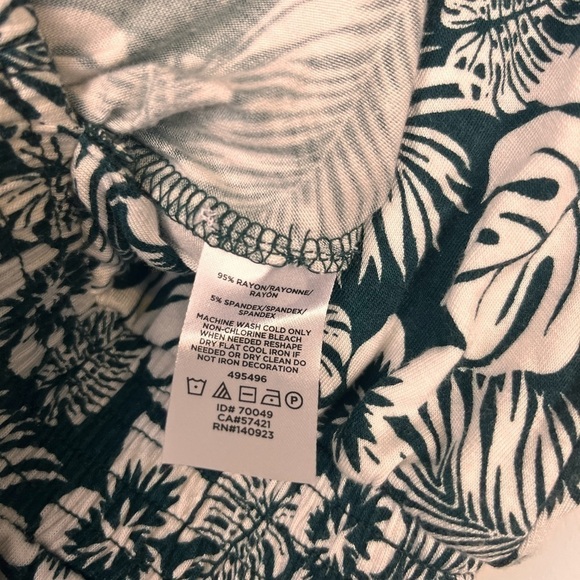 95% RAYON/RAYONNE/
RAYÓN
5% SPANDEX/SPANDEX/
SPANDEX
MACHINE WASH COLD ONLY
NON-CHLORINE BLEACH
WHEN NEEDED RESHAPE
DRY FLAT COOL IRON IF
NEEDED OR DRY CLEAN DO
NOT IRON DECORATION
495496
P
ID# 70049
CA#57421
RN#140923